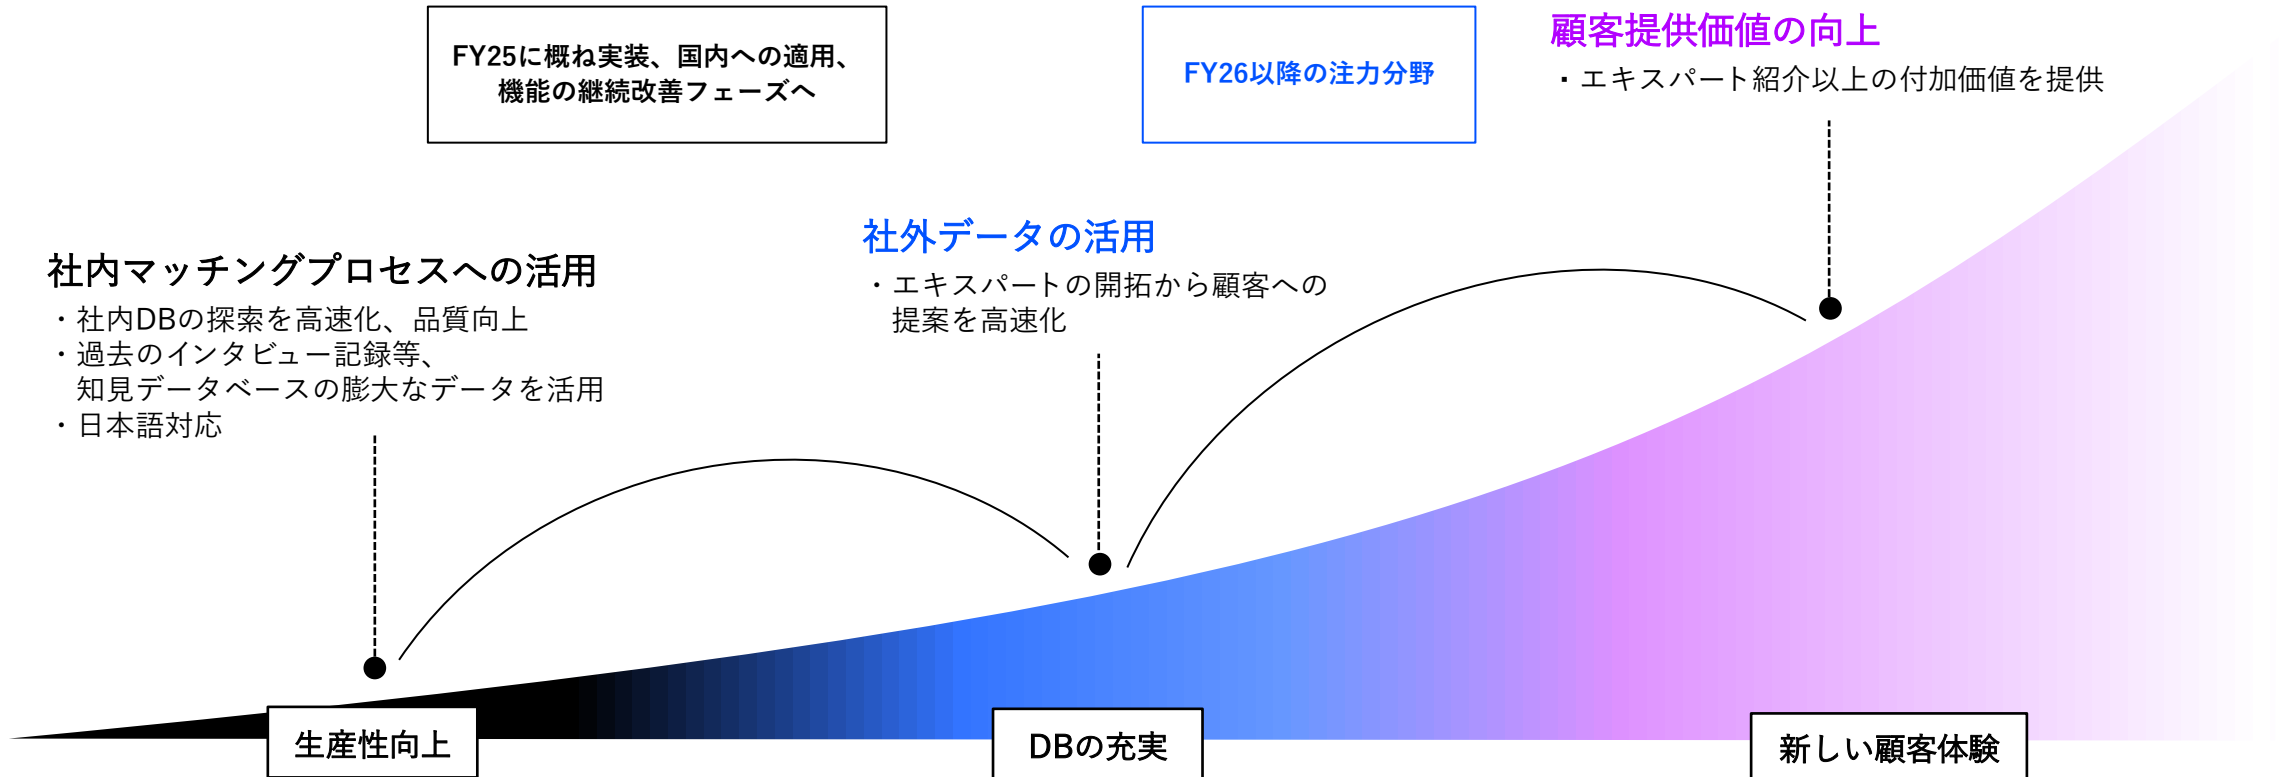 FY25に概ね実装、国内への適用、
機能の継続改善フェーズへ
FY26以降の注力分野
顧客提供価値の向上
・エキスパート紹介以上の付加価値を提供
社内マッチングプロセスへの活用
・社内DBの探索を高速化、品質向上
・過去のインタビュー記録等、
知見データベースの膨大なデータを活用
・日本語対応
社外データの活用
・エキスパートの開拓から顧客への
提案を高速化
生産性向上
DBの充実
新しい顧客体験